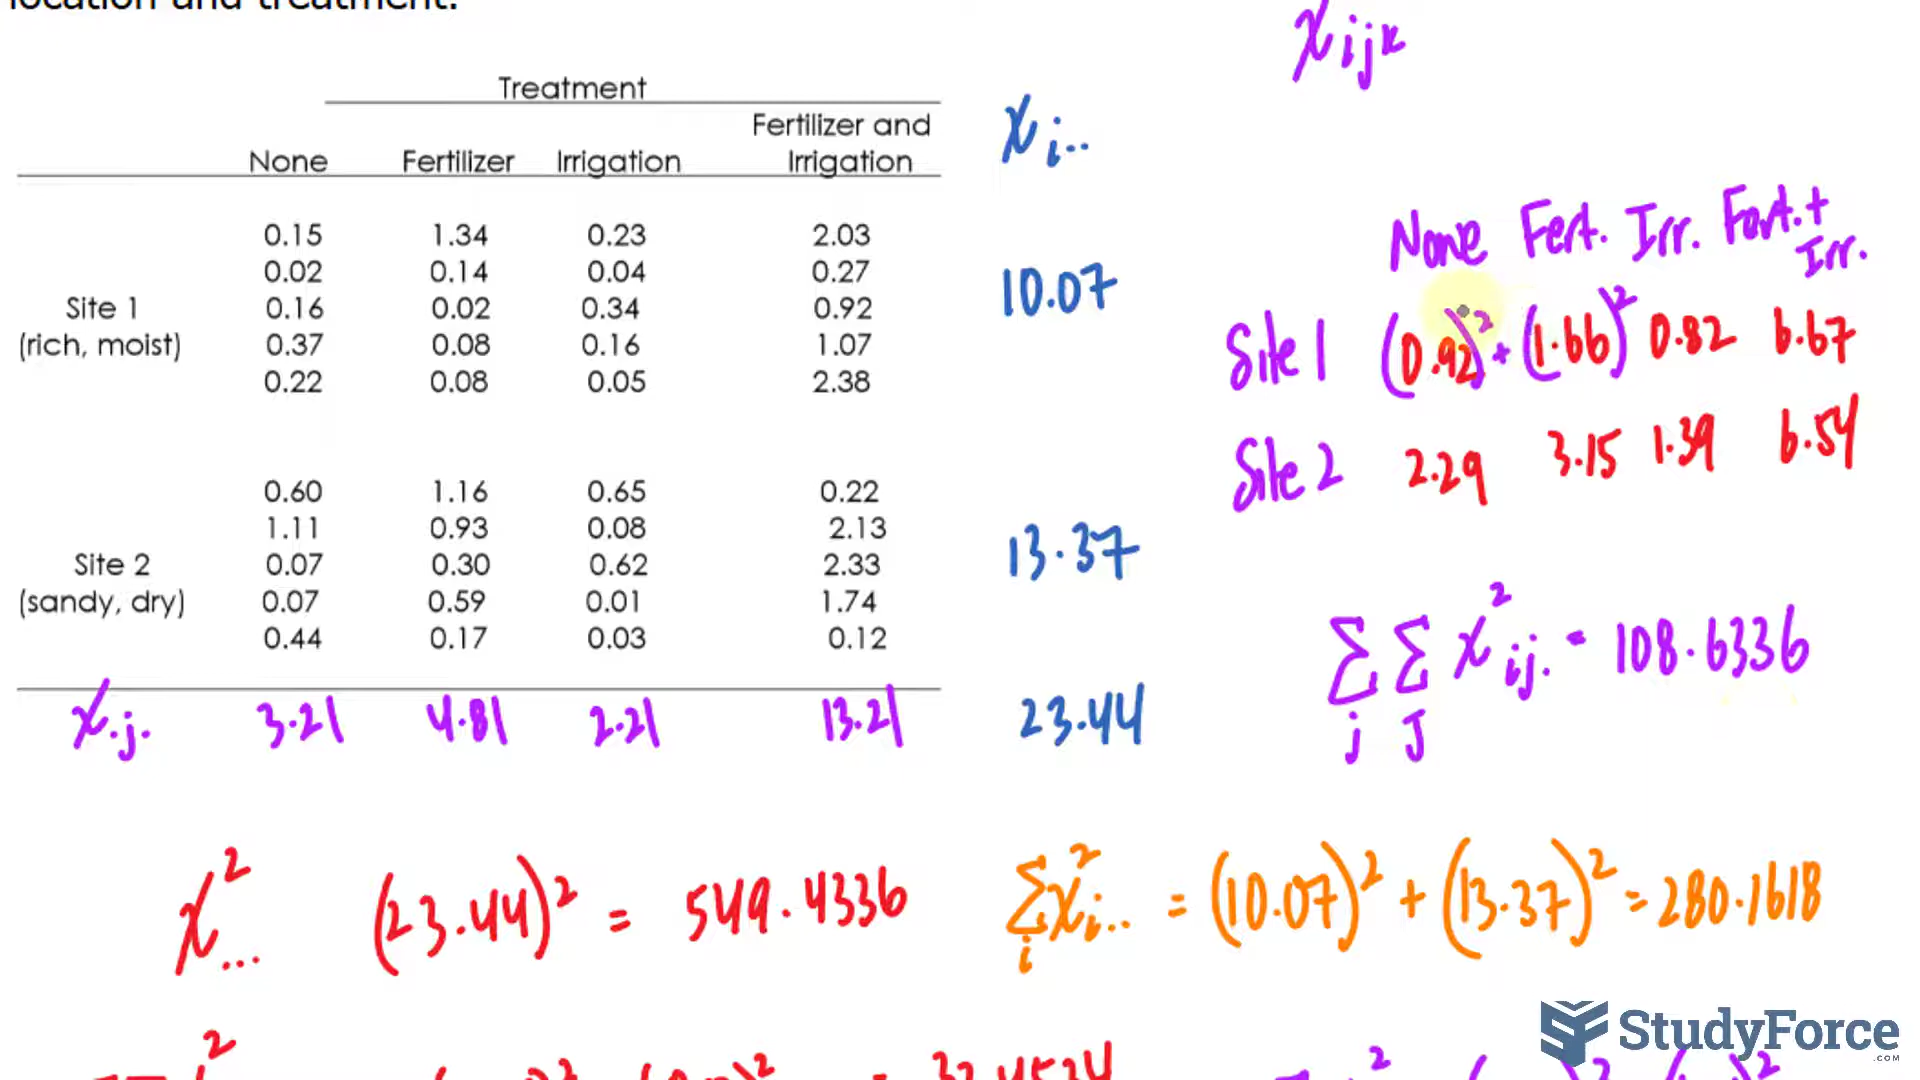 location and treatment.
x ijk
Treatment
Fertilizer and
None Fertilizer Irrigation Irrigation
x i..
None Fert. Irr. Fert. + Irr.
0.15 1.34 0.23 2.03
0.02 0.14 0.04 0.27
Site 1 0.16 0.02 0.34 0.92
(rich, moist) 0.37 0.08 0.16 1.07
0.22 0.08 0.05 2.38
10.07
Site 1 (0.92)² + (1.66)² 0.82 6.67
Site 2 2.29 3.15 1.39 6.54
0.60 1.16 0.65 0.22
1.11 0.93 0.08 2.13
Site 2 0.07 0.30 0.62 2.33
(sandy, dry) 0.07 0.59 0.01 1.74
0.44 0.17 0.03 0.12
13.37
Σ Σ x² ij. = 108.6336
j J
x.j. 3.21 4.81 2.21 13.21 23.44
x² ... (23.44)² = 549.4336
Σ x² i.. = (10.07)² + (13.37)² = 280.1618
i
StudyForce
.COM